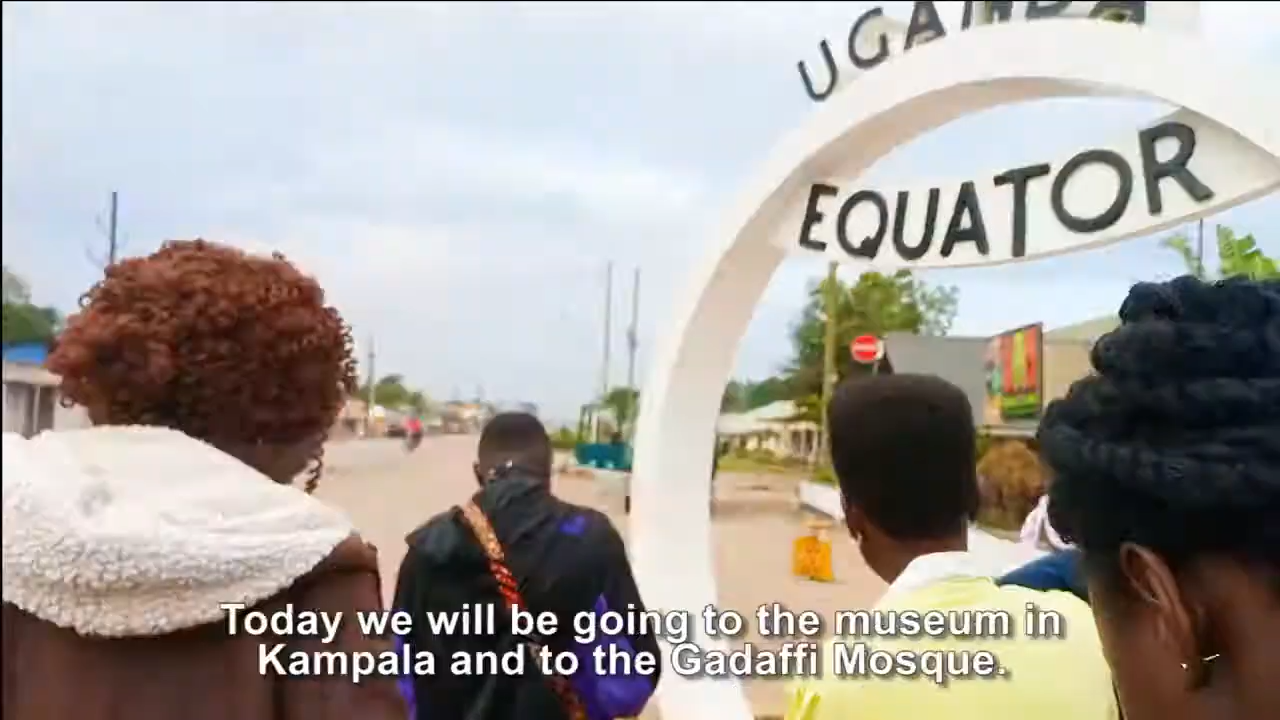 UGANDA
EQUATOR
Today we will be going to the museum in
Kampala and to the Gadaffi Mosque.